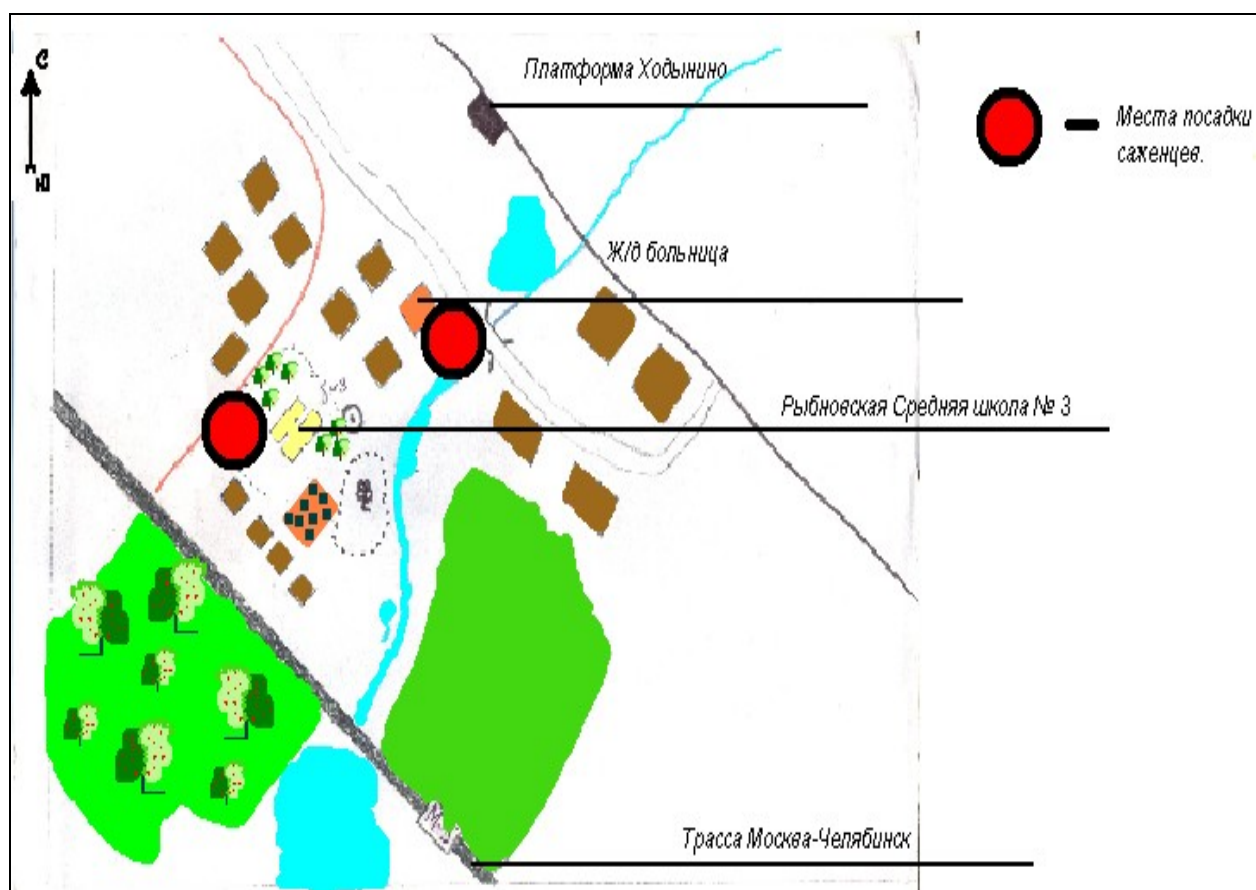 С
Ю
Платформа Ходынино
Места посадки
саженцев.
Ж/д больница
Рыбновская Средняя школа № 3
Трасса Москва-Челябинск